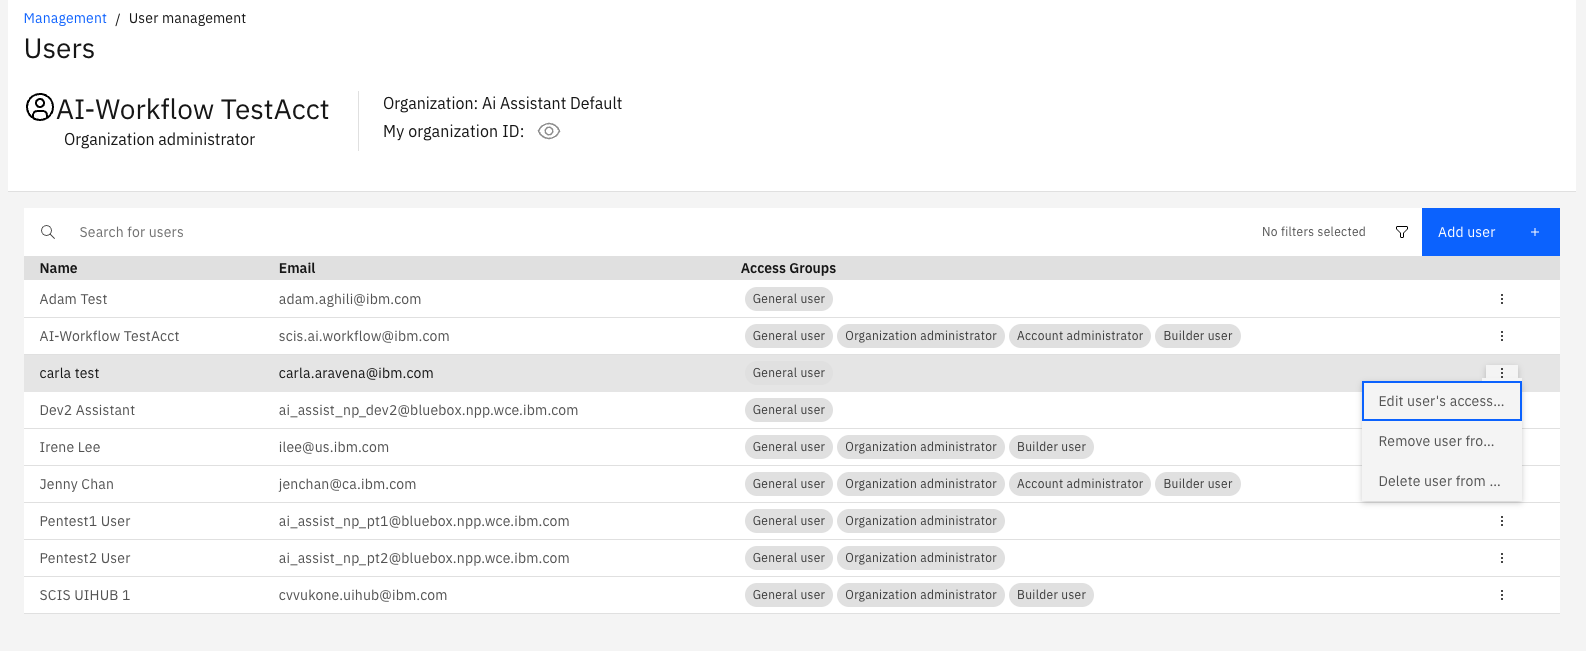 Management / User management
Users
AI-Workflow TestAcct
Organization administrator
Organization: Ai Assistant Default
My organization ID:
Search for users
No filters selected
Add user +
Name Email Access Groups
Adam Test adam.aghili@ibm.com General user
AI-Workflow TestAcct scis.ai.workflow@ibm.com General user Organization administrator Account administrator Builder user
carla test carla.aravena@ibm.com General user
Edit user's access...
Remove user fro...
Delete user from ...
Dev2 Assistant ai_assist_np_dev2@bluebox.npp.wce.ibm.com General user
Irene Lee ilee@us.ibm.com General user Organization administrator Builder user
Jenny Chan jenchan@ca.ibm.com General user Organization administrator Account administrator Builder user
Pentest1 User ai_assist_np_pt1@bluebox.npp.wce.ibm.com General user Organization administrator
Pentest2 User ai_assist_np_pt2@bluebox.npp.wce.ibm.com General user Organization administrator
SCIS UIHUB 1 cvvukone.uihub@ibm.com General user Organization administrator Builder user